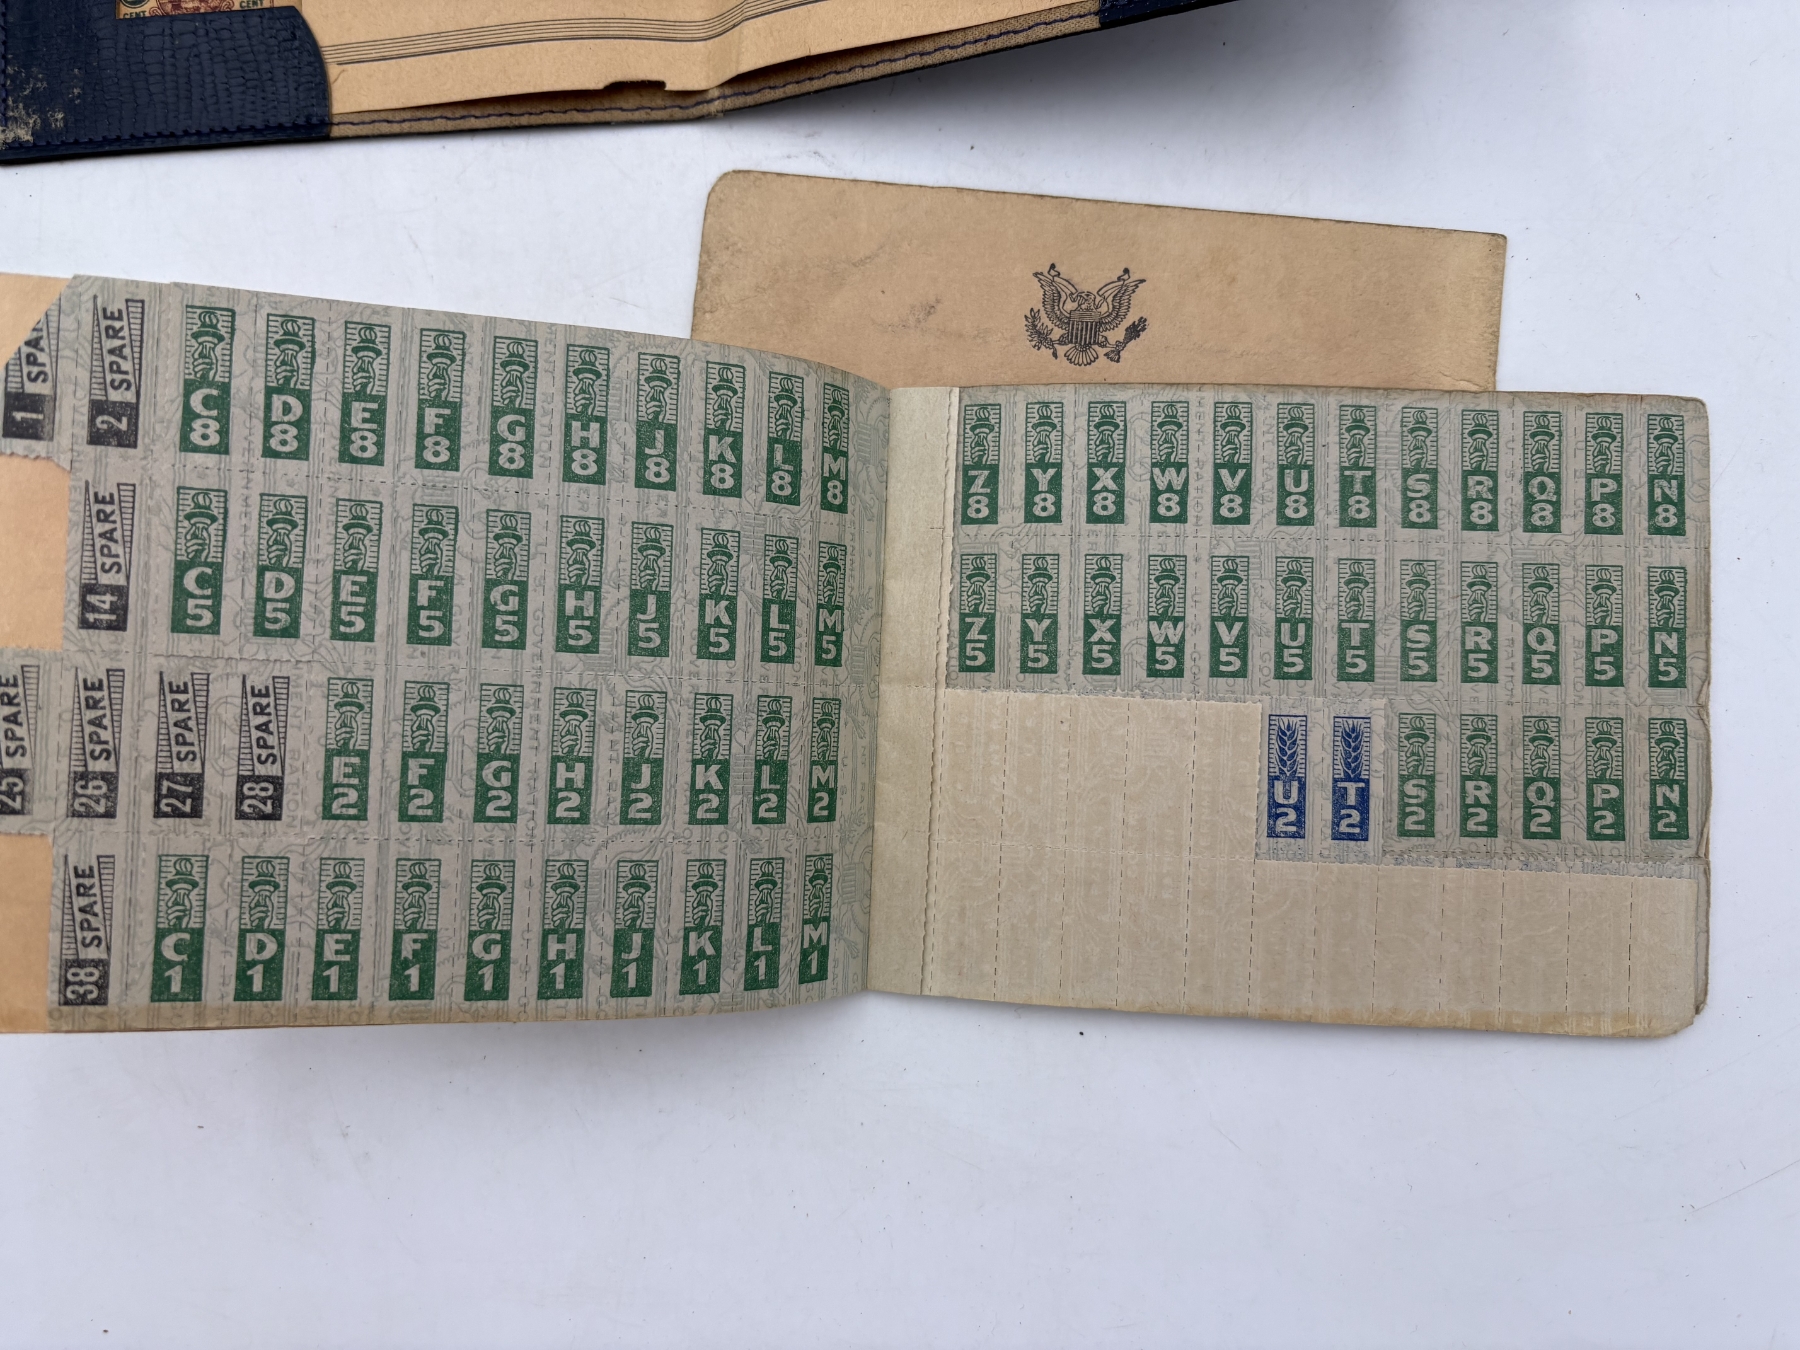 CENT CENT
1 SPARE 2 SPARE C8 D8 E8 F8 G8 H8 J8 K8 L8 M8
14 SPARE C5 D5 E5 F5 G5 H5 J5 K5 L5 M5
25 SPARE 26 SPARE 27 SPARE 28 SPARE E2 F2 G2 H2 J2 K2 L2 M2
38 SPARE C1 D1 E1 F1 G1 H1 J1 K1 L1 M1
Z8 Y8 X8 W8 V8 U8 T8 S8 R8 Q8 P8 N8
Z5 Y5 X5 W5 V5 U5 T5 S5 R5 Q5 P5 N5
U2 T2 S2 R2 Q2 P2 N2